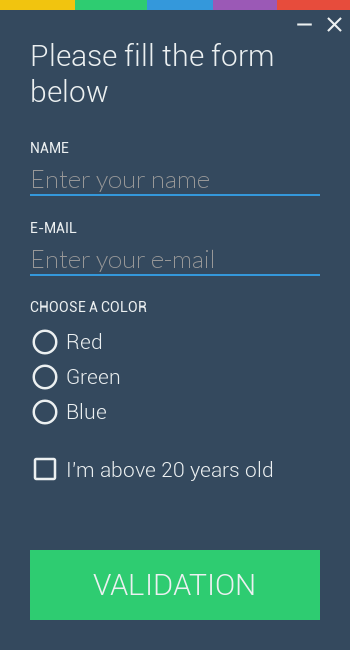 Please fill the form
below
NAME
Enter your name
E-MAIL
Enter your e-mail
CHOOSE A COLOR
Red
Green
Blue
I'm above 20 years old
VALIDATION